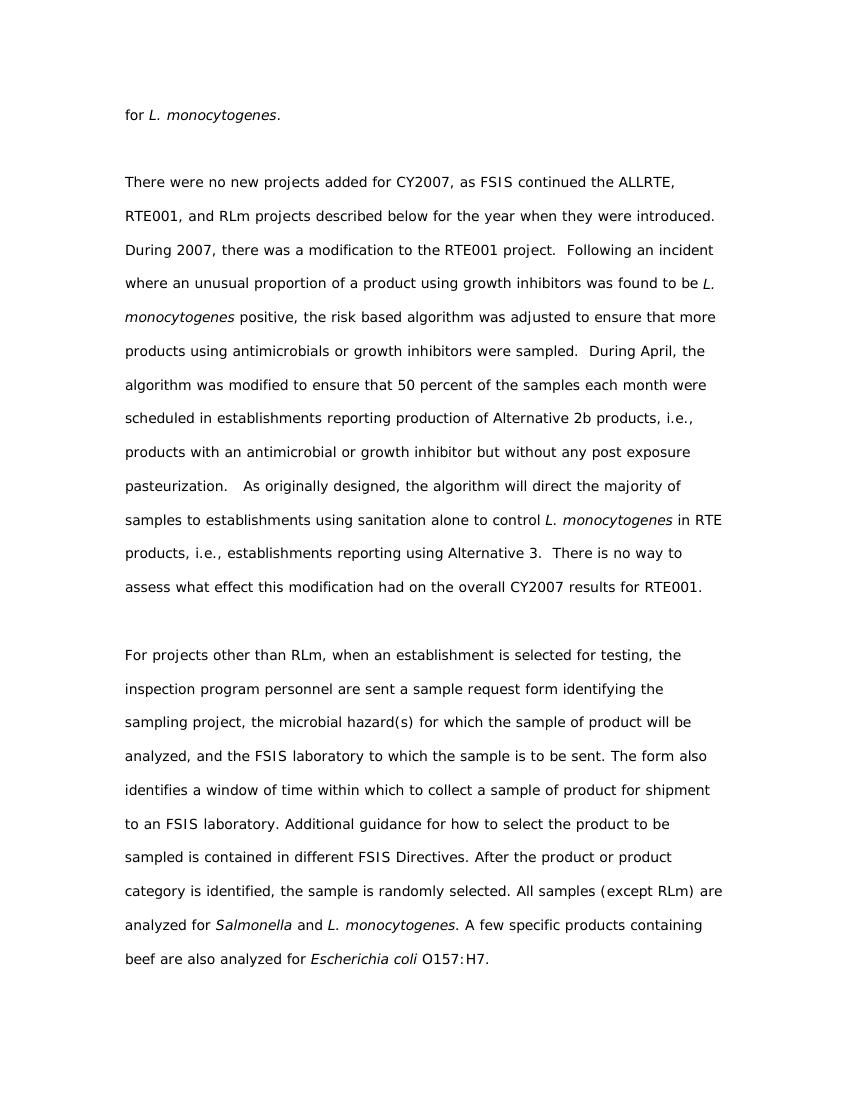 for L. monocytogenes.
There were no new projects added for CY2007, as FSIS continued the ALLRTE,
RTE001, and RLm projects described below for the year when they were introduced.
During 2007, there was a modification to the RTE001 project.  Following an incident
where an unusual proportion of a product using growth inhibitors was found to be L.
monocytogenes positive, the risk based algorithm was adjusted to ensure that more
products using antimicrobials or growth inhibitors were sampled.  During April, the
algorithm was modified to ensure that 50 percent of the samples each month were
scheduled in establishments reporting production of Alternative 2b products, i.e.,
products with an antimicrobial or growth inhibitor but without any post exposure
pasteurization.   As originally designed, the algorithm will direct the majority of
samples to establishments using sanitation alone to control L. monocytogenes in RTE
products, i.e., establishments reporting using Alternative 3.  There is no way to
assess what effect this modification had on the overall CY2007 results for RTE001.
For projects other than RLm, when an establishment is selected for testing, the
inspection program personnel are sent a sample request form identifying the
sampling project, the microbial hazard(s) for which the sample of product will be
analyzed, and the FSIS laboratory to which the sample is to be sent. The form also
identifies a window of time within which to collect a sample of product for shipment
to an FSIS laboratory. Additional guidance for how to select the product to be
sampled is contained in different FSIS Directives. After the product or product
category is identified, the sample is randomly selected. All samples (except RLm) are
analyzed for Salmonella and L. monocytogenes. A few specific products containing
beef are also analyzed for Escherichia coli O157:H7.